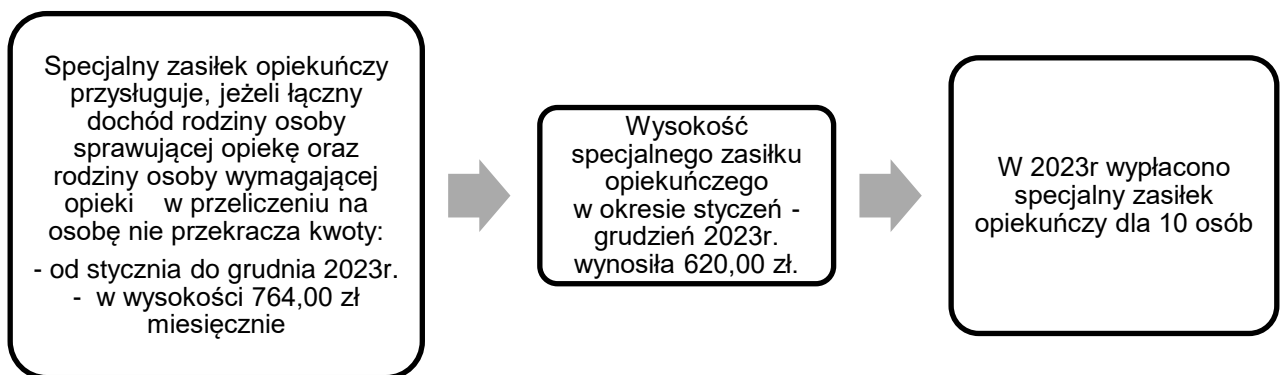 Specjalny zasiłek opiekuńczy
przysługuje, jeżeli łączny
dochód rodziny osoby
sprawującej opiekę oraz
rodziny osoby wymagającej
opieki w przeliczeniu na
osobę nie przekracza kwoty:
- od stycznia do grudnia 2023r.
- w wysokości 764,00 zł
miesięcznie
Wysokość
specjalnego zasiłku
opiekuńczego
w okresie styczeń -
grudzień 2023r.
wynosiła 620,00 zł.
W 2023r wypłacono
specjalny zasiłek
opiekuńczy dla 10 osób